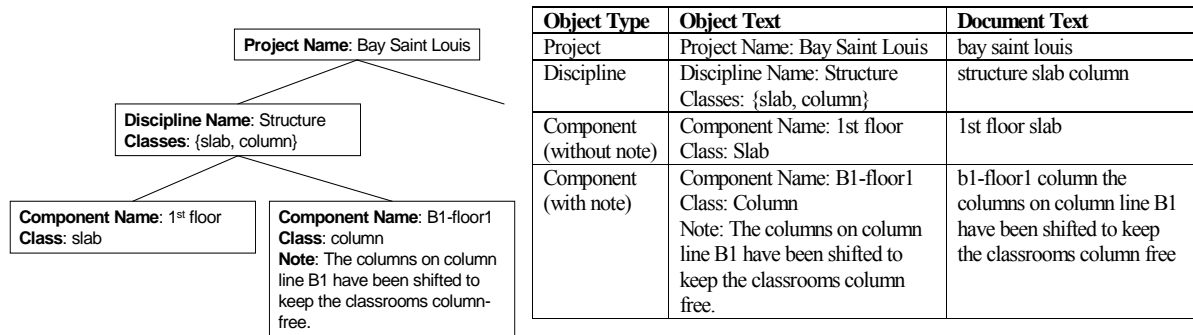 Project Name: Bay Saint Louis
Discipline Name: Structure
Classes: {slab, column}
Component Name: 1st floor
Class: slab
Component Name: B1-floor1
Class: column
Note: The columns on column
line B1 have been shifted to
keep the classrooms column-
free.
Object Type Object Text Document Text
Project Project Name: Bay Saint Louis bay saint louis
Discipline Discipline Name: Structure structure slab column
Classes: {slab, column}
Component Component Name: 1st floor 1st floor slab
(without note) Class: Slab
Component Component Name: B1-floor1 b1-floor1 column the
(with note) Class: Column columns on column line B1
Note: The columns on column have been shifted to keep
line B1 have been shifted to the classrooms column free
keep the classrooms column
free.